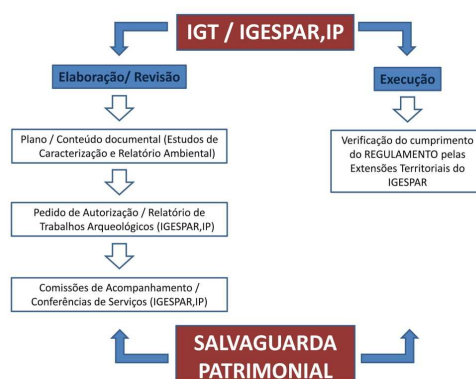 IGT / IGESPAR,IP
Elaboração/ Revisão
Execução
Plano / Conteúdo documental (Estudos de
Caracterização e Relatório Ambiental)
Verificação do cumprimento
do REGULAMENTO pelas
Extensões Territoriais do
IGESPAR
Pedido de Autorização / Relatório de
Trabalhos Arqueológicos (IGESPAR,IP)
Comissões de Acompanhamento /
Conferências de Serviços (IGESPAR,IP)
SALVAGUARDA
PATRIMONIAL